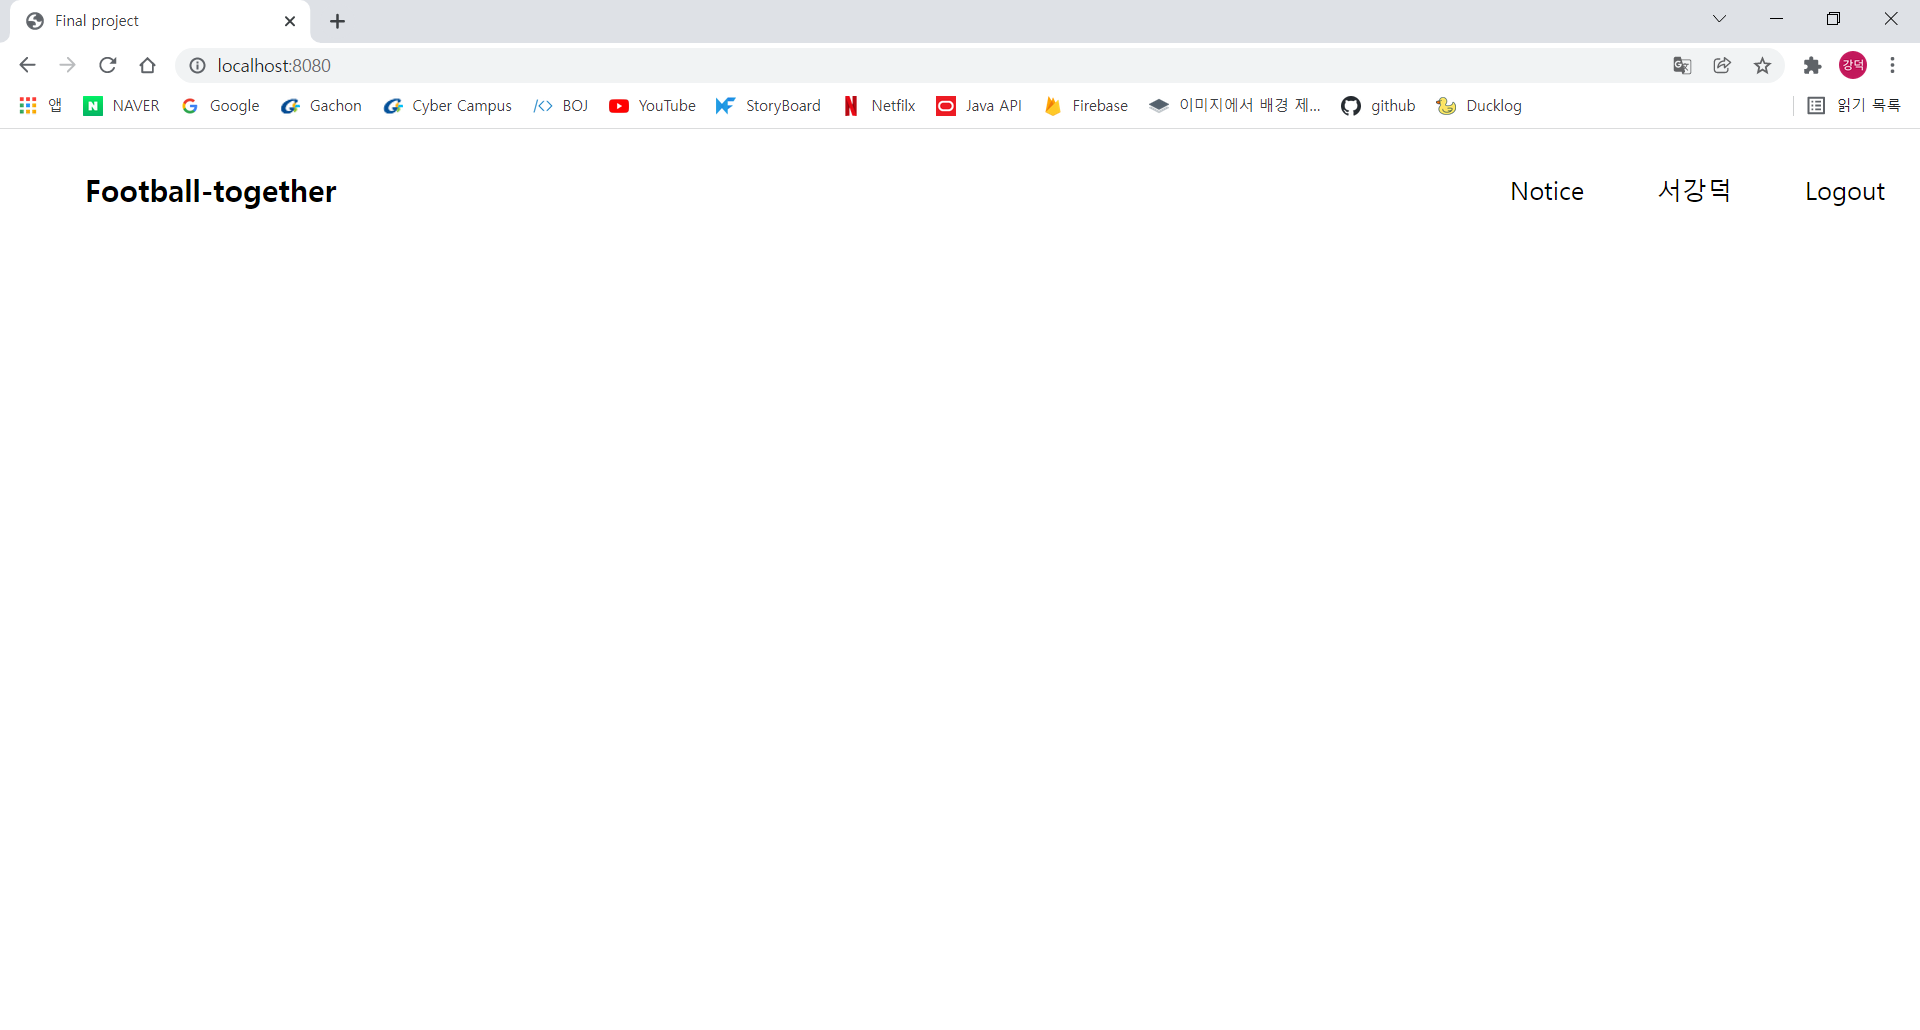 Final project
localhost:8080
앱 NAVER Google Gachon Cyber Campus BOJ YouTube StoryBoard Netfilx Java API Firebase 이미지에서 배경 제... github Ducklog 읽기 목록
강덕
Football-together Notice 서강덕 Logout